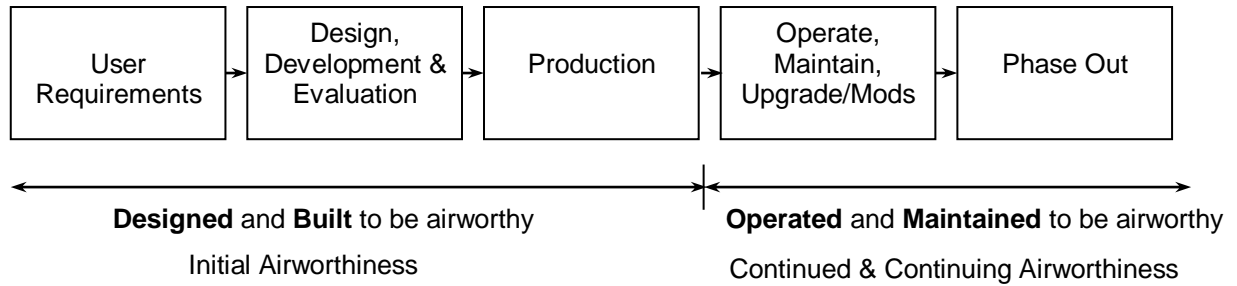 User
Requirements
Design,
Development &
Evaluation
Production
Operate,
Maintain,
Upgrade/Mods
Phase Out
Designed and Built to be airworthy
Initial Airworthiness
Operated and Maintained to be airworthy
Continued & Continuing Airworthiness